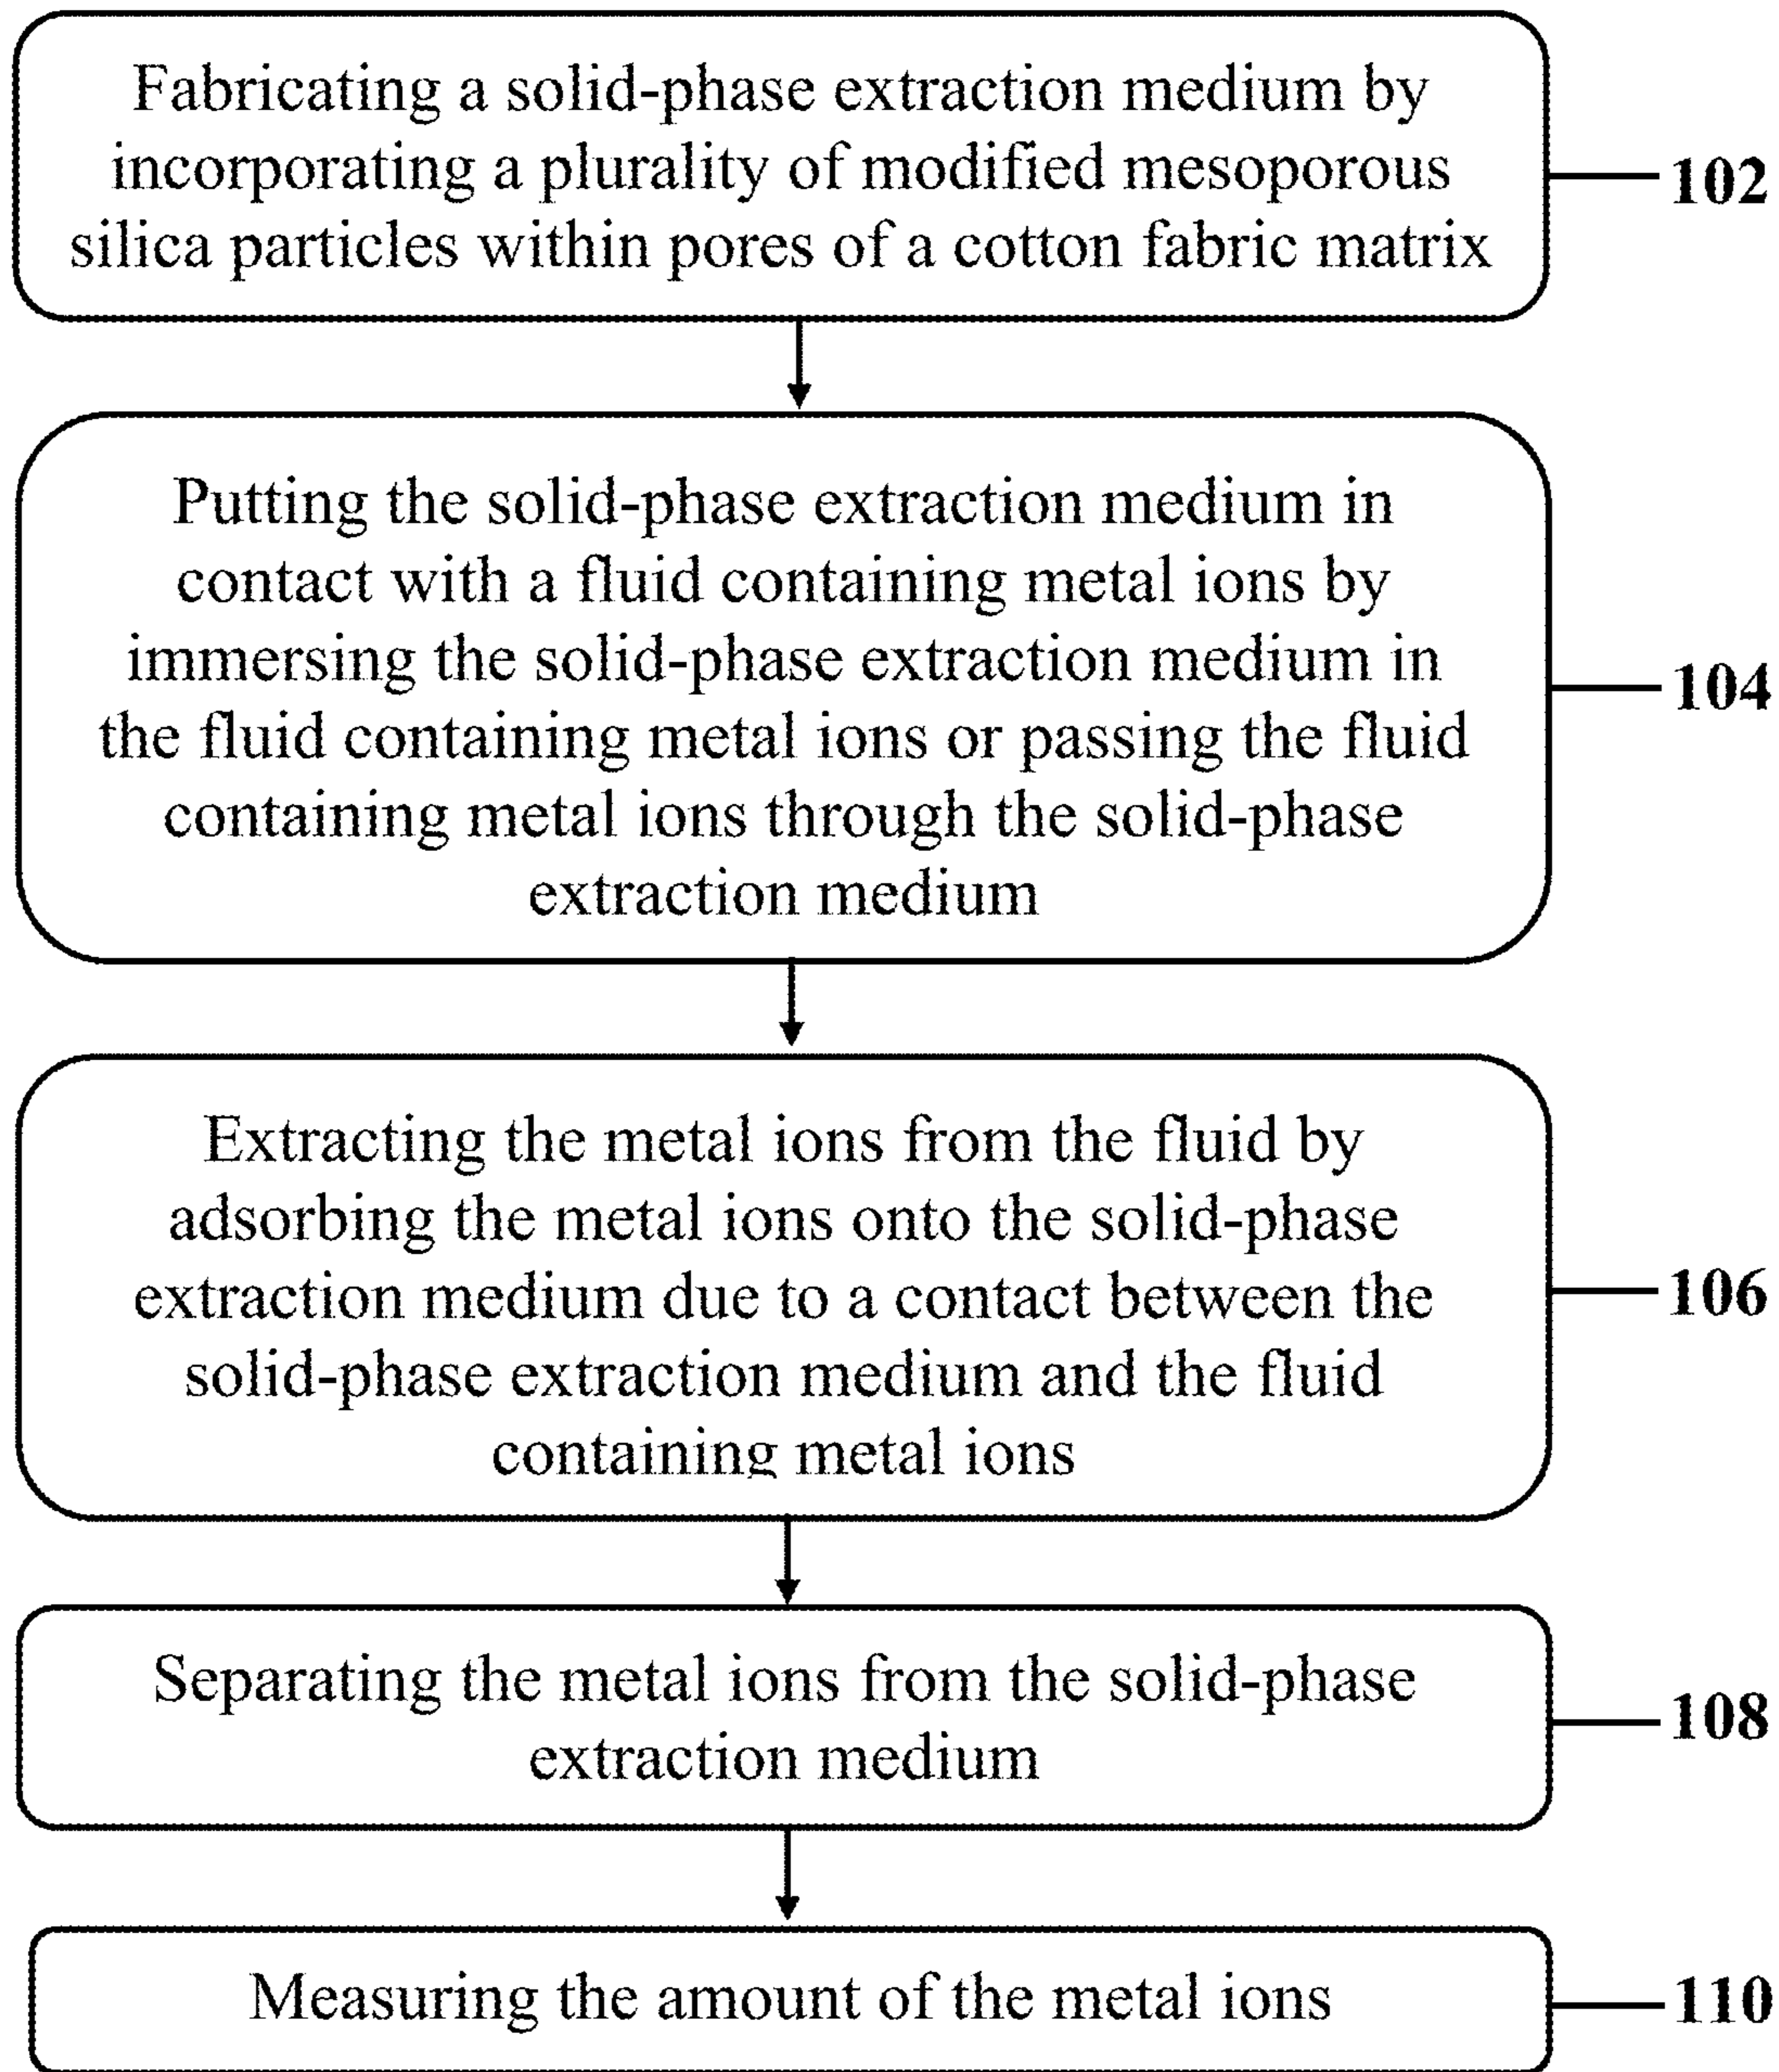 Fabricating a solid-phase extraction medium by
incorporating a plurality of modified mesoporous
silica particles within pores of a cotton fabric matrix
102
Putting the solid-phase extraction medium in
contact with a fluid containing metal ions by
immersing the solid-phase extraction medium in
the fluid containing metal ions or passing the fluid
containing metal ions through the solid-phase
extraction medium
104
Extracting the metal ions from the fluid by
adsorbing the metal ions onto the solid-phase
extraction medium due to a contact between the
solid-phase extraction medium and the fluid
containing metal ions
106
Separating the metal ions from the solid-phase
extraction medium
108
Measuring the amount of the metal ions
110